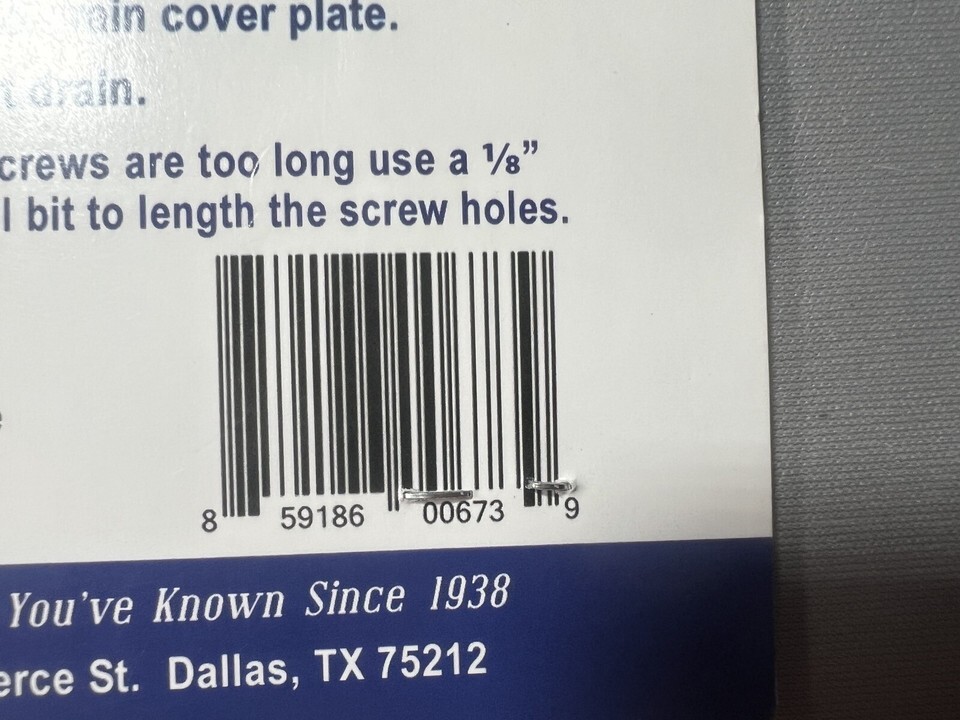 ain cover plate.
drain.
crews are too long use a ⅛”
l bit to length the screw holes.
8 59186 00673 9
You've Known Since 1938
erce St. Dallas, TX 75212